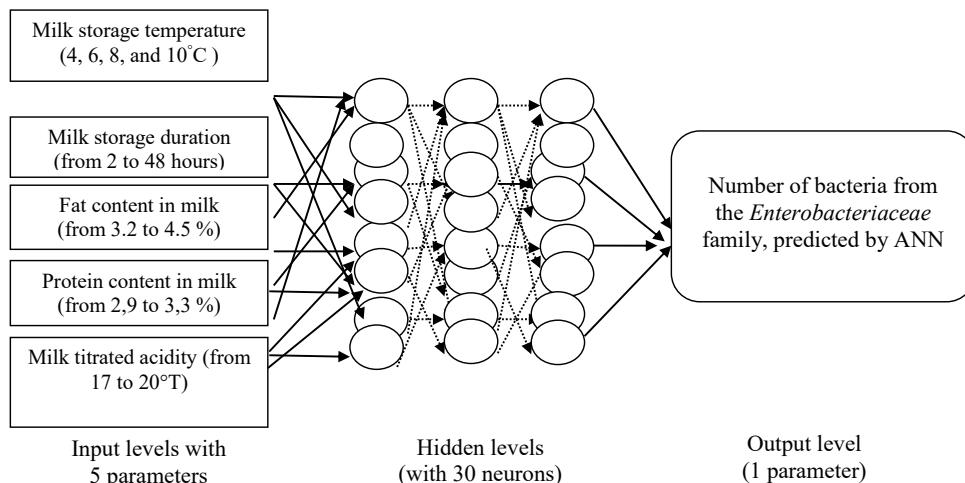 Milk storage temperature
(4, 6, 8, and 10°C )
Milk storage duration
(from 2 to 48 hours)
Fat content in milk
(from 3.2 to 4.5 %)
Protein content in milk
(from 2,9 to 3,3 %)
Milk titrated acidity (from
17 to 20°T)
Number of bacteria from
the Enterobacteriaceae
family, predicted by ANN
Input levels with
5 parameters
Hidden levels
(with 30 neurons)
Output level
(1 parameter)